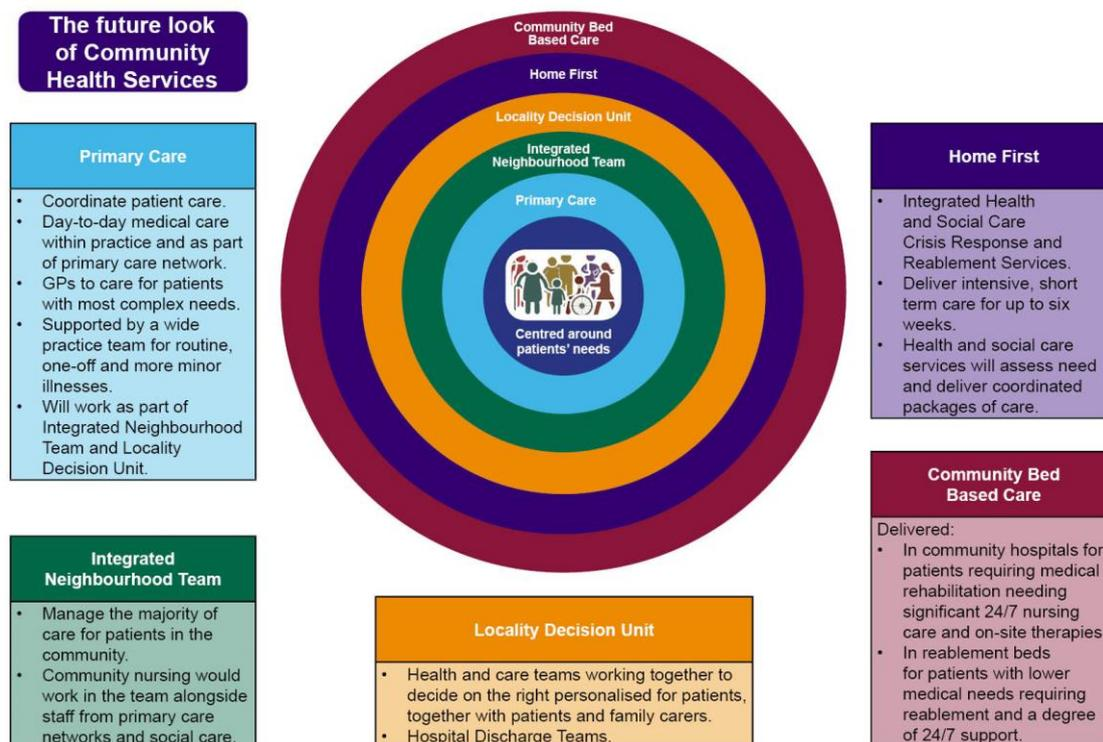 The future look
of Community
Health Services
Community Bed
Based Care
Home First
Locality Decision Unit
Integrated
Neighbourhood Team
Primary Care
Centred around
patients' needs
Primary Care
• Coordinate patient care.
• Day-to-day medical care
within practice and as part
of primary care network.
• GPs to care for patients
with most complex needs.
• Supported by a wide
practice team for routine,
one-off and more minor
illnesses.
• Will work as part of
Integrated Neighbourhood
Team and Locality
Decision Unit.
Integrated
Neighbourhood Team
• Manage the majority of
care for patients in the
community.
• Community nursing would
work in the team alongside
staff from primary care
networks and social care.
Locality Decision Unit
• Health and care teams working together to
decide on the right personalised for patients,
together with patients and family carers.
• Hospital Discharge Teams.
Home First
• Integrated Health
and Social Care
Crisis Response and
Reablement Services.
• Deliver intensive, short
term care for up to six
weeks.
• Health and social care
services will assess need
and deliver coordinated
packages of care.
Community Bed
Based Care
Delivered:
• In community hospitals for
patients requiring medical
rehabilitation needing
significant 24/7 nursing
care and on-site therapies
• In reablement beds
for patients with lower
medical needs requiring
reablement and a degree
of 24/7 support.